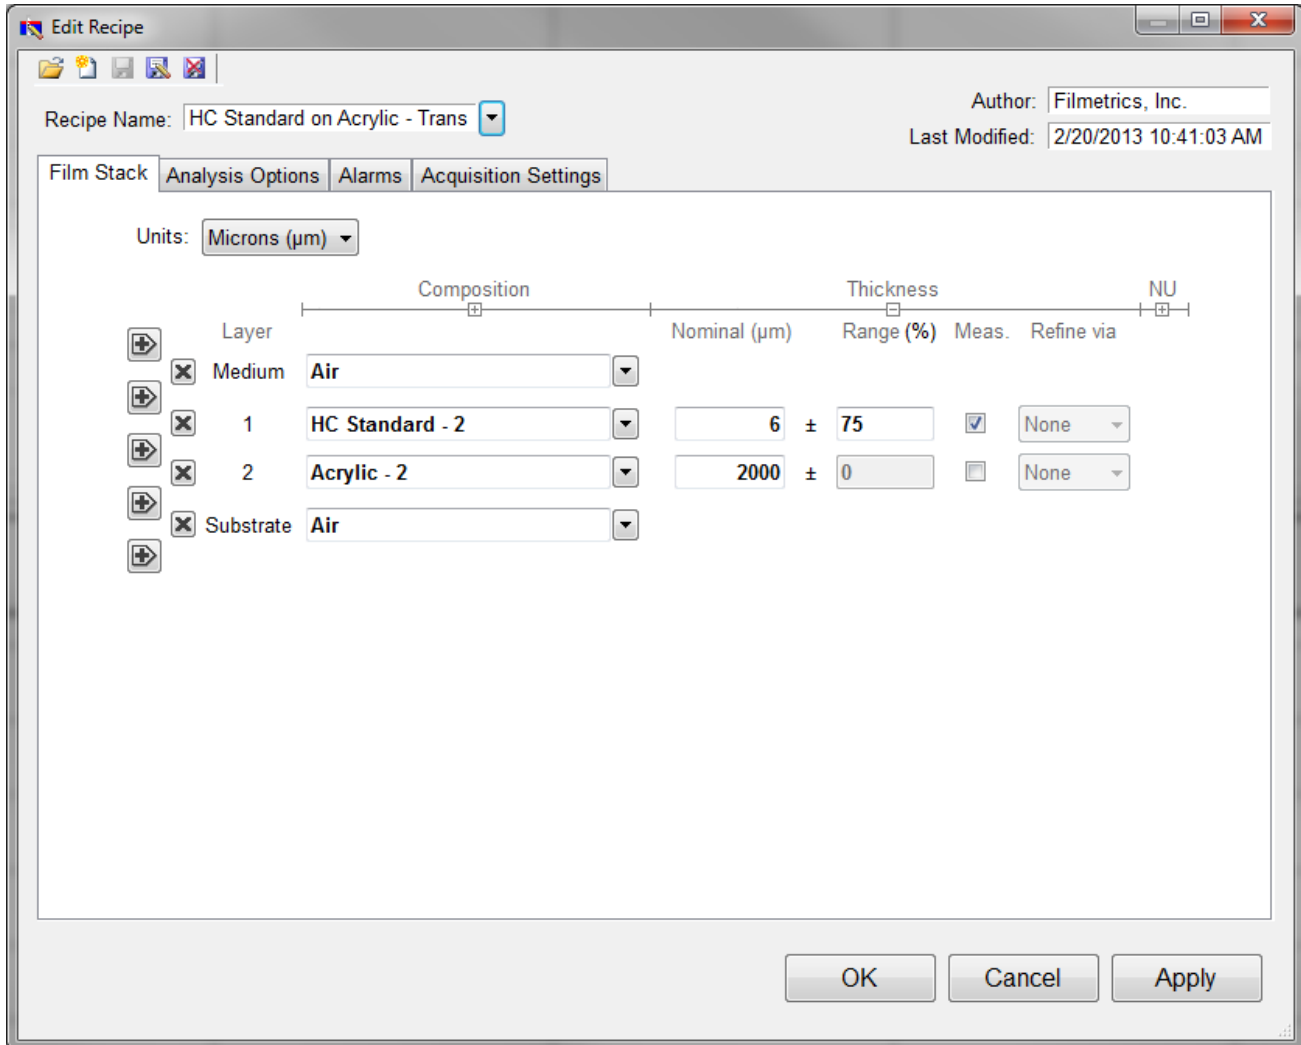 Edit Recipe
Recipe Name: HC Standard on Acrylic - Trans
Author: Filmetrics, Inc.
Last Modified: 2/20/2013 10:41:03 AM
Film Stack Analysis Options Alarms Acquisition Settings
Units: Microns (µm)
Composition Thickness NU
Layer Nominal (µm) Range (%) Meas. Refine via
Medium Air
1 HC Standard - 2 6 ± 75 None
2 Acrylic - 2 2000 ± 0 None
Substrate Air
OK Cancel Apply